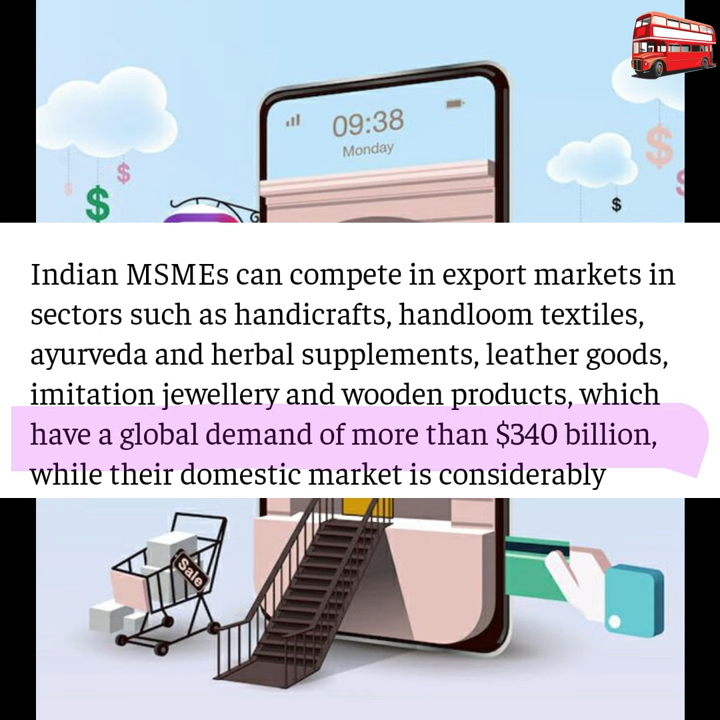 09:38
Monday
$
$
$
$
$
$
Indian MSMEs can compete in export markets in
sectors such as handicrafts, handloom textiles,
ayurveda and herbal supplements, leather goods,
imitation jewellery and wooden products, which
have a global demand of more than $340 billion,
while their domestic market is considerably
Sale